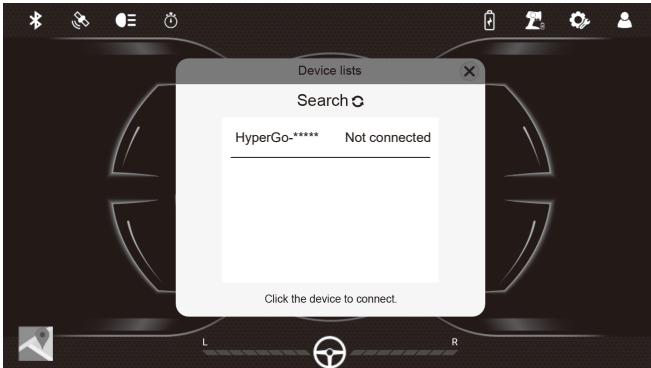 Device lists
Search
HyperGo-***** Not connected
Click the device to connect.
L R